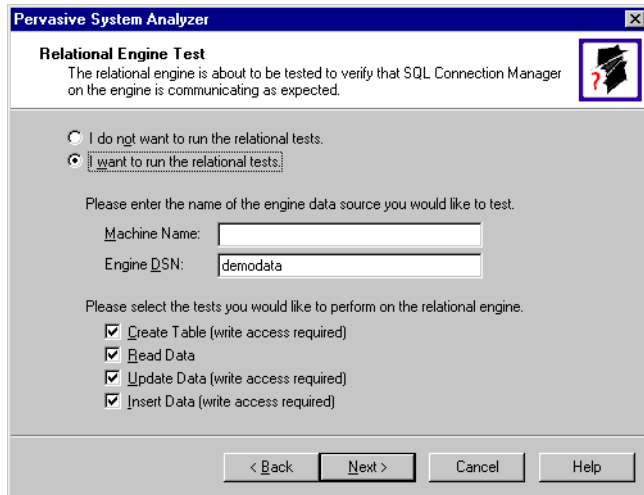 Pervasive System Analyzer
Relational Engine Test
The relational engine is about to be tested to verify that SQL Connection Manager
on the engine is communicating as expected.
?
I do not want to run the relational tests.
I want to run the relational tests.
Please enter the name of the engine data source you would like to test.
Machine Name:
Engine DSN: demodata
Please select the tests you would like to perform on the relational engine.
Create Table (write access required)
Read Data
Update Data (write access required)
Insert Data (write access required)
< Back Next > Cancel Help